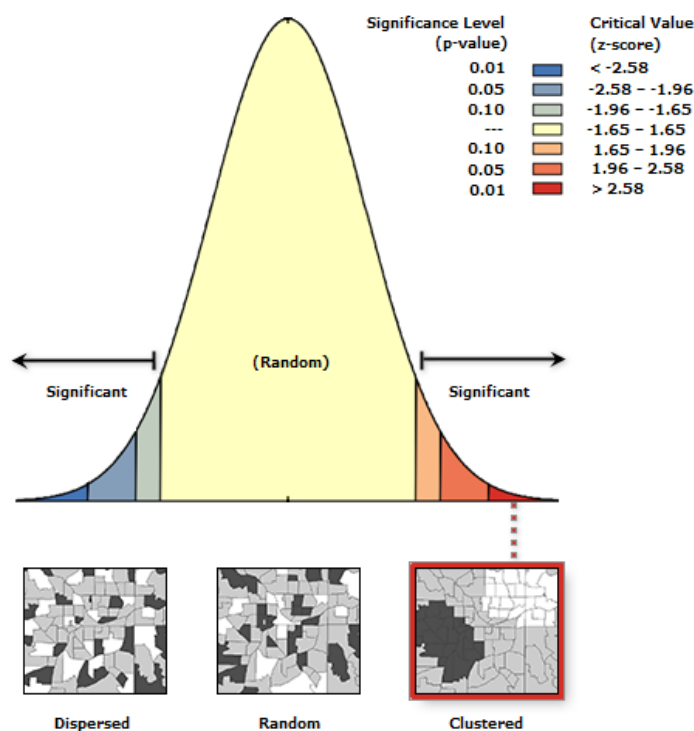 Significance Level Critical Value
(p-value) (z-score)
0.01 < -2.58
0.05 -2.58 – -1.96
0.10 -1.96 – -1.65
--- -1.65 – 1.65
0.10 1.65 – 1.96
0.05 1.96 – 2.58
0.01 > 2.58
(Random)
Significant Significant
Dispersed Random Clustered